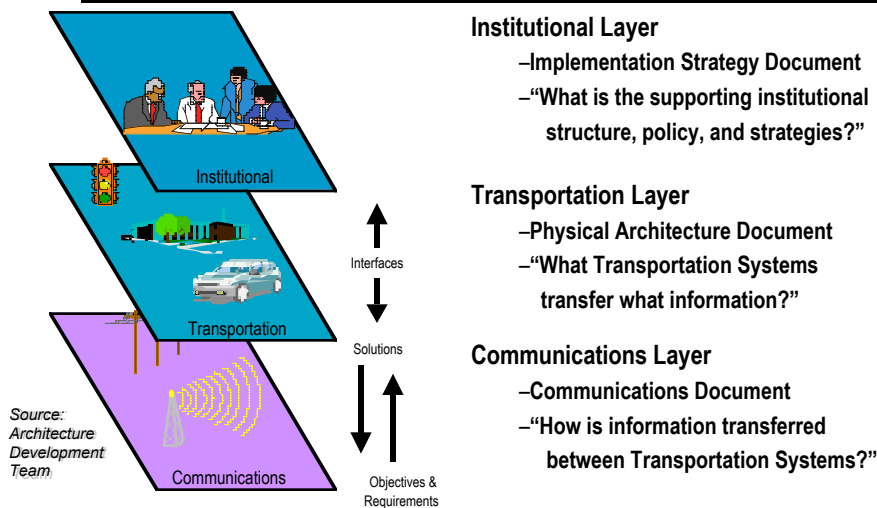 Institutional Layer
–Implementation Strategy Document
–“What is the supporting institutional
structure, policy, and strategies?”
Institutional
Transportation Layer
–Physical Architecture Document
–“What Transportation Systems
transfer what information?”
Interfaces
Transportation
Solutions
Communications Layer
–Communications Document
–“How is information transferred
between Transportation Systems?”
Source:
Architecture
Development
Team
Communications
Objectives &
Requirements